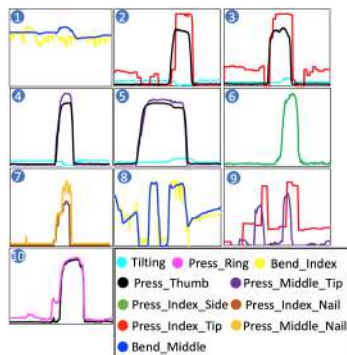 1
2
3
4
5
6
7
8
9
10
Tilting Press_Ring Bend_Index
Press_Thumb Press_Middle_Tip
Press_Index_Side Press_Index_Nail
Press_Index_Tip Press_Middle_Nail
Bend_Middle